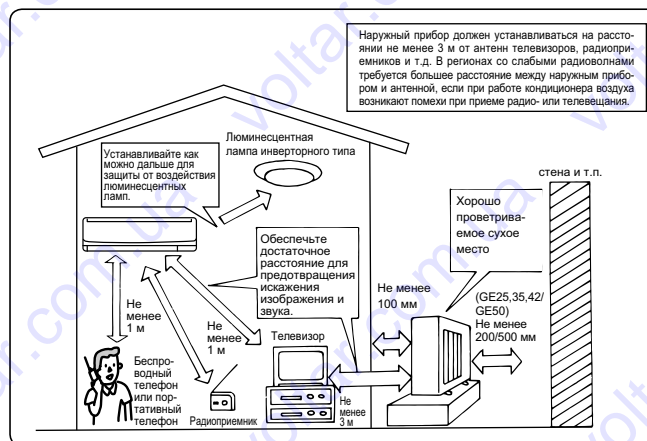 Наружный прибор должен устанавливаться на рассто-
янии не менее 3 м от антенн телевизоров, радиопри-
емников и т.д. В регионах со слабыми радиоволнами
требуется большее расстояние между наружным прибо-
ром и антенной, если при работе кондиционера воздуха
возникают помехи при приеме радио- или телевещания.
Люминесцентная
лампа инверторного типа
Устанавливайте как
можно дальше для
защиты от воздействия
люминесцентных
ламп.
стена и т.п.
Хорошо
проветрива-
емое сухое
место
Обеспечьте
достаточное
расстояние для
предотвращения
искажения
изображения и
звука.
Не менее
100 мм
(GE25,35,42/
GE50)
Не менее
200/500 мм
Не
менее
1 м
Не
менее
1 м
Телевизор
Беспро-
водный
телефон
или пор-
тативный
телефон
Радиоприемник
Не
менее
3 м
voltar.com.ua